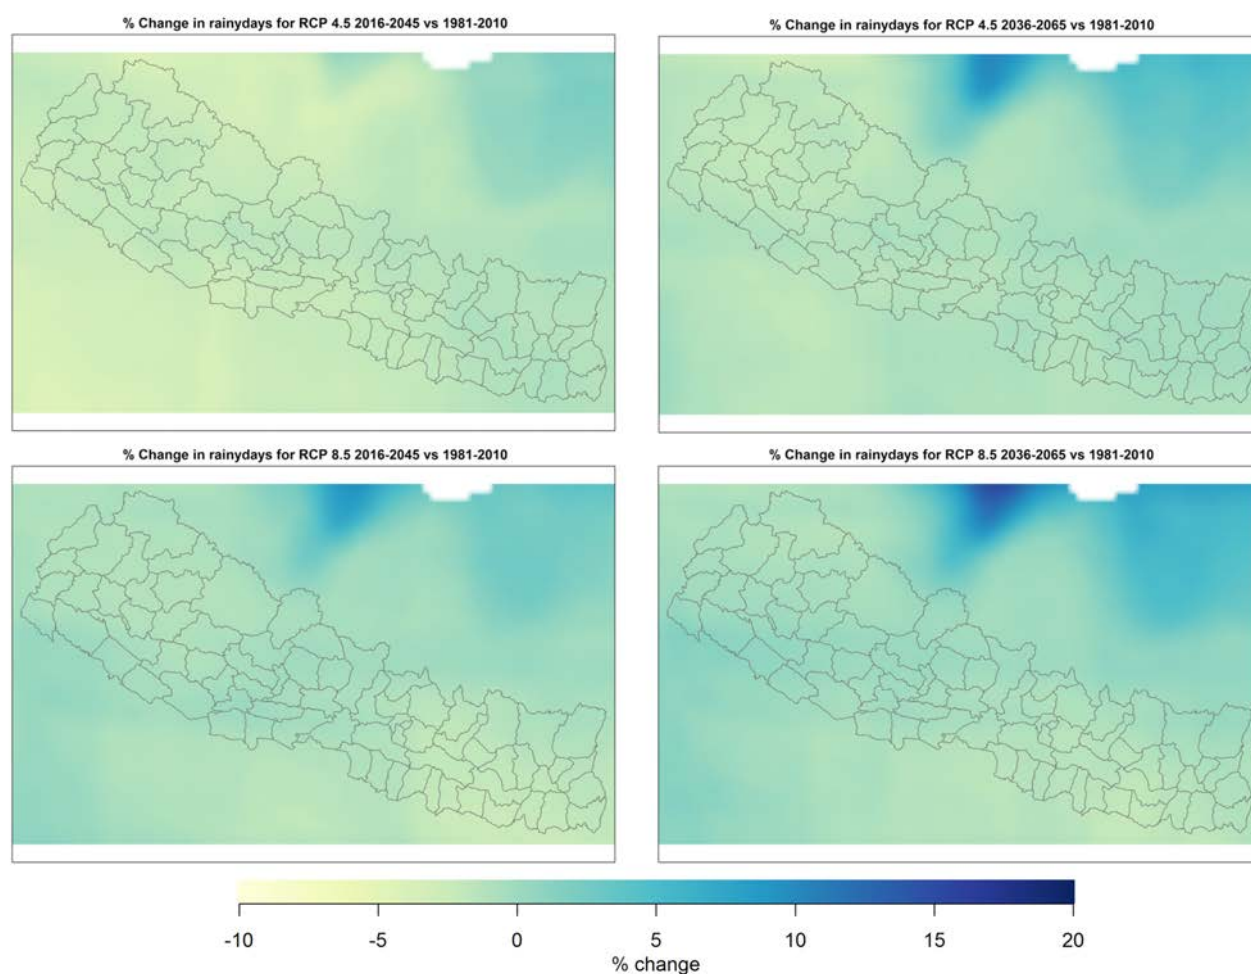 % Change in rainydays for RCP 4.5 2016-2045 vs 1981-2010
% Change in rainydays for RCP 4.5 2036-2065 vs 1981-2010
% Change in rainydays for RCP 8.5 2016-2045 vs 1981-2010
% Change in rainydays for RCP 8.5 2036-2065 vs 1981-2010
-10 -5 0 5 10 15 20
% change